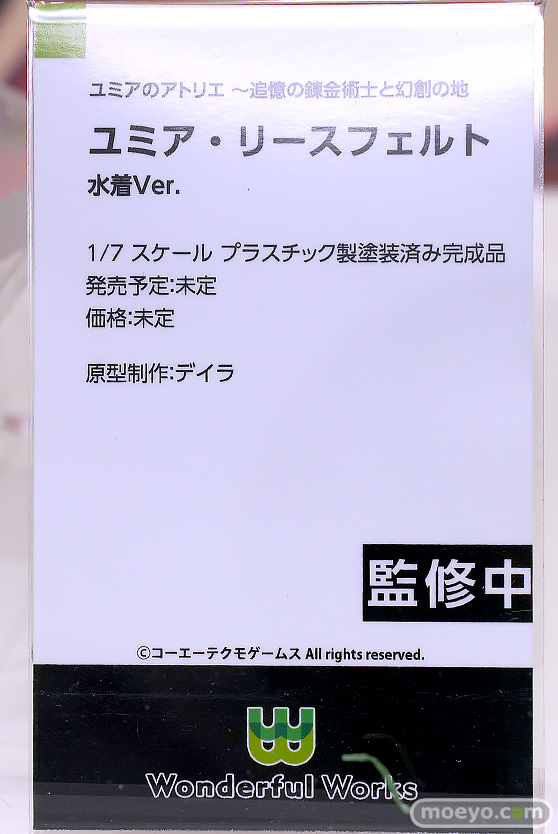 ユミアのアトリエ ～追憶の錬金術士と幻創の地
ユミア・リースフェルト
水着Ver.
1/7 スケール プラスチック製塗装済み完成品
発売予定:未定
価格:未定
原型制作:デイラ
監修中
©コーエーテクモゲームス All rights reserved.
Wonderful Works
moeyo.com